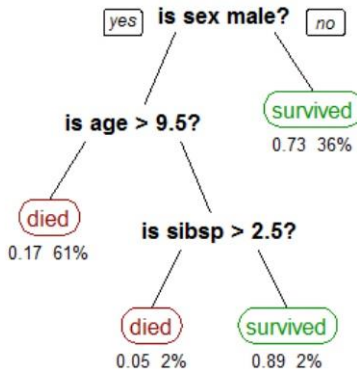 yes is sex male? no
is age > 9.5?
survived
0.73 36%
died
0.17 61%
is sibsp > 2.5?
died survived
0.05 2% 0.89 2%